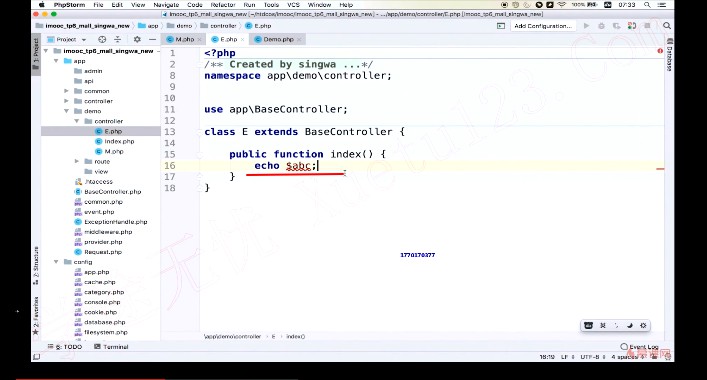 PhpStorm File Edit View Navigate Code Refactor Run Tools VCS Window Help 100% 07:33
imooc_tp6_mall_singwa_new [~/htdocs/imooc/imooc_tp6_mall_singwa_new] - .../app/demo/controller/E.php [imooc_tp6_mall_singwa_new]
imooc_tp6_mall_singwa_new app demo controller E.php Add Configuration...
Project
M.php E.php Demo.php
1: Project
Database
imooc_tp6_mall_singwa_new
app
admin
api
common
controller
demo
controller
E.php
Index.php
M.php
route
view
.htaccess
BaseController.php
common.php
event.php
ExceptionHandle.php
middleware.php
provider.php
Request.php
config
app.php
cache.php
category.php
console.php
cookie.php
database.php
filesystem.php
1 <?php
2 /** Created by singwa ...*/
8 namespace app\demo\controller;
9
10
11 use app\BaseController;
12
13 class E extends BaseController {
14
15 public function index() {
16 echo $abc;
17 }
18 }
1770170377
Z: Structure
2: Favorites
\app\demo\controller E index()
6: TODO Terminal Event Log
16:19 LF UTF-8 4 spaces